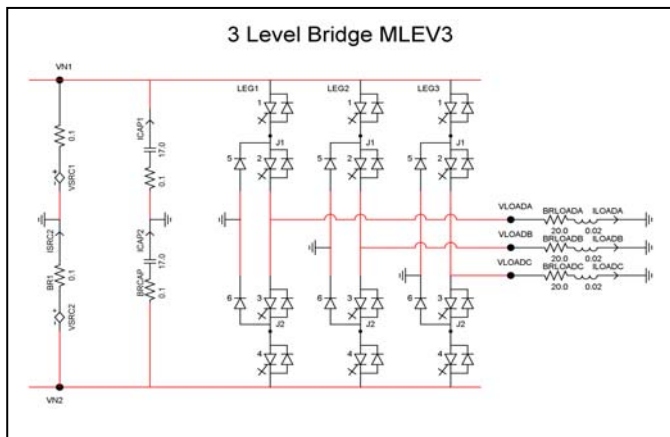 3 Level Bridge MLEV3
VN1
LEG1
LEG2
LEG3
1
1
1
ICAP1
J1
J1
J1
0.1
17.0
5
2
5
2
5
2
0.1
+
-
VSRC1
VLOADA
BRLOADA
ILOADA
20.0
0.02
ISRC2
VLOADB
BRLOADB
ILOADB
20.0
0.02
ICAP2
VLOADC
BRLOADC
ILOADC
20.0
0.02
BR1
0.1
17.0
BRCAP
0.1
6
3
6
3
6
3
+
-
VSRC2
J2
J2
J2
4
4
4
VN2